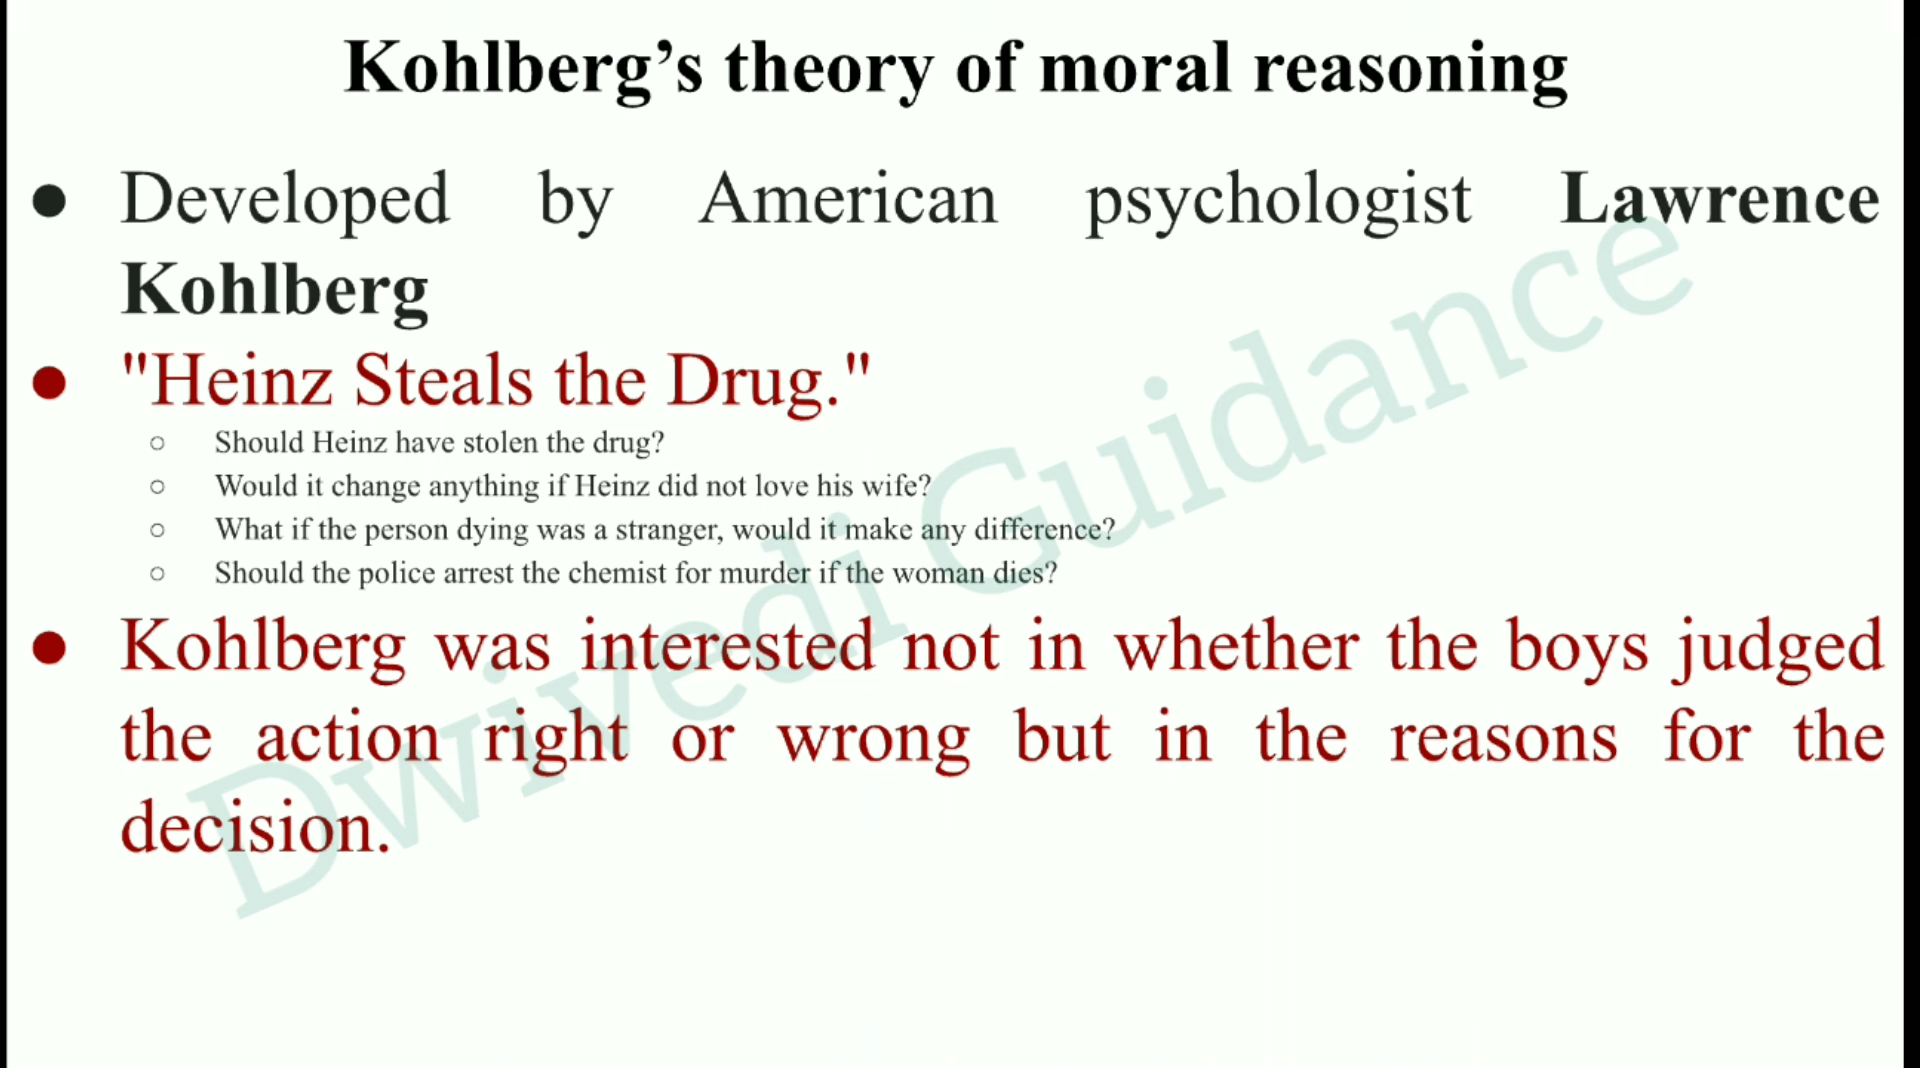 Kohlberg’s theory of moral reasoning
● Developed by American psychologist Lawrence
Kohlberg
● "Heinz Steals the Drug."
○ Should Heinz have stolen the drug?
○ Would it change anything if Heinz did not love his wife?
○ What if the person dying was a stranger, would it make any difference?
○ Should the police arrest the chemist for murder if the woman dies?
● Kohlberg was interested not in whether the boys judged
the action right or wrong but in the reasons for the
decision.
Dwivedi Guidance